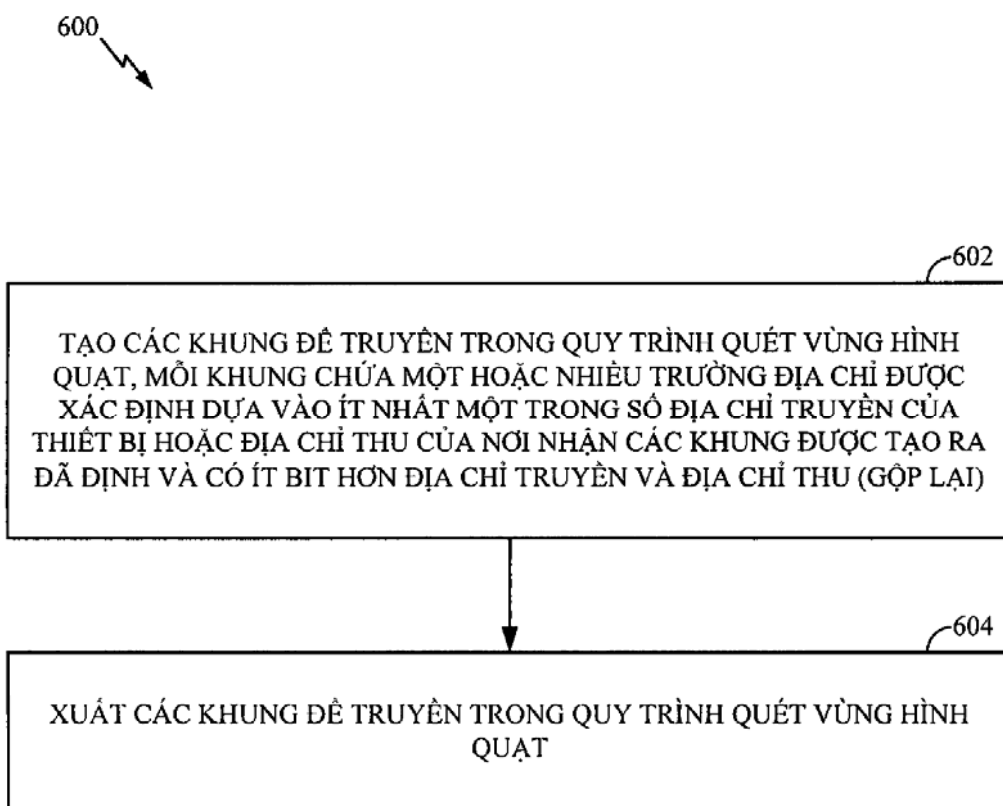 600
602
TẠO CÁC KHUNG ĐỂ TRUYỀN TRONG QUY TRÌNH QUÉT VÙNG HÌNH
QUẠT, MỖI KHUNG CHỨA MỘT HOẶC NHIỀU TRƯỜNG ĐỊA CHỈ ĐƯỢC
XÁC ĐỊNH DỰA VÀO ÍT NHẤT MỘT TRONG SỐ ĐỊA CHỈ TRUYỀN CỦA
THIẾT BỊ HOẶC ĐỊA CHỈ THU CỦA NƠI NHẬN CÁC KHUNG ĐƯỢC TẠO RA
ĐÃ ĐỊNH VÀ CÓ ÍT BIT HƠN ĐỊA CHỈ TRUYỀN VÀ ĐỊA CHỈ THU (GỘP LẠI)
604
XUẤT CÁC KHUNG ĐỂ TRUYỀN TRONG QUY TRÌNH QUÉT VÙNG HÌNH
QUẠT